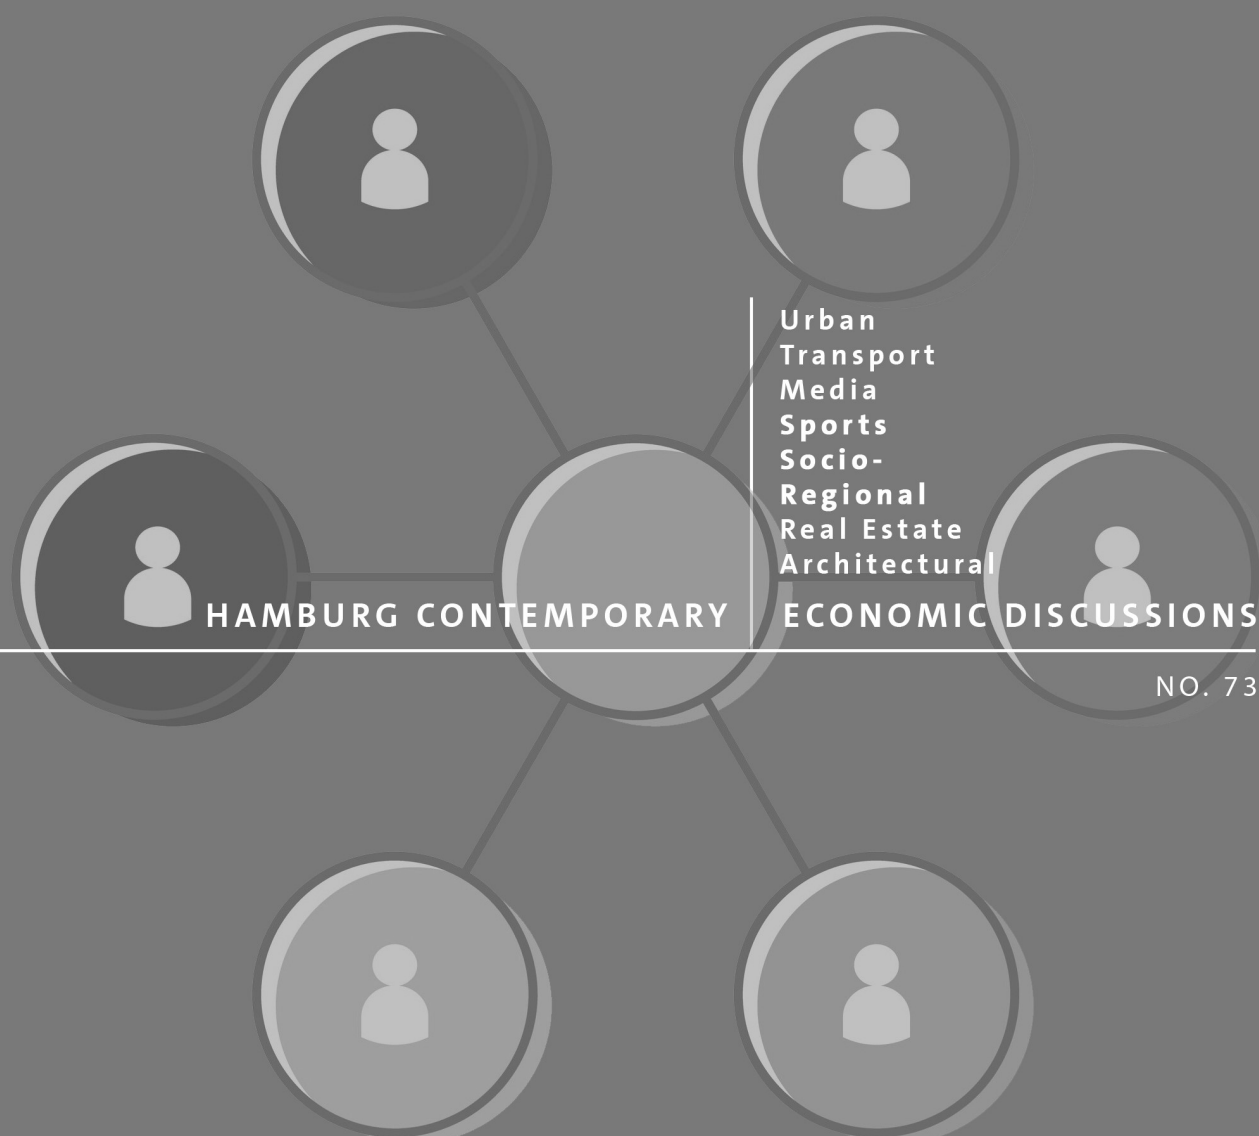 Urban
Transport
Media
Sports
Socio-
Regional
Real Estate
Architectural
HAMBURG CONTEMPORARY ECONOMIC DISCUSSIONS
NO. 73